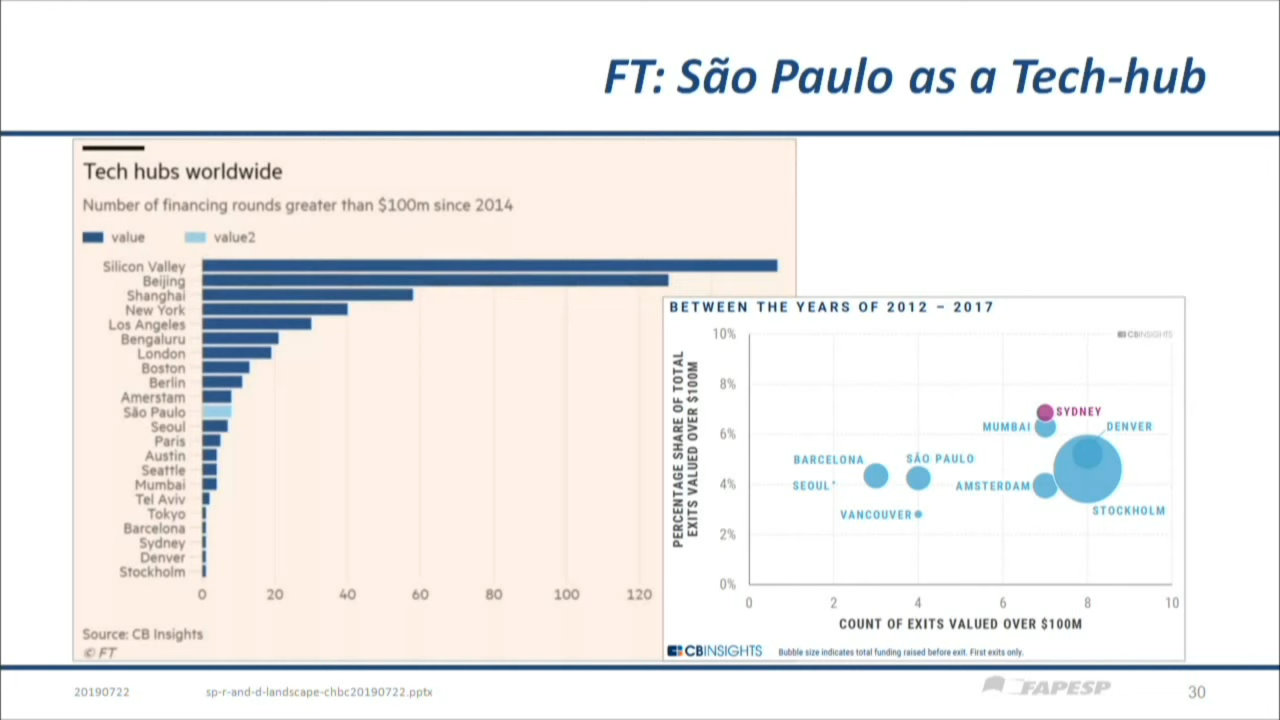 FT: São Paulo as a Tech-hub
Tech hubs worldwide
Number of financing rounds greater than $100m since 2014
value value2
Silicon Valley
Beijing
Shanghai
New York
Los Angeles
Bengaluru
London
Boston
Berlin
Amerstam
São Paulo
Seoul
Paris
Austin
Seattle
Mumbai
Tel Aviv
Tokyo
Barcelona
Sydney
Denver
Stockholm
0 20 40 60 80 100 120
Source: CB Insights
© FT
BETWEEN THE YEARS OF 2012 – 2017
CBINSIGHTS
PERCENTAGE SHARE OF TOTAL
EXITS VALUED OVER $100M
10%
8%
6%
4%
2%
0%
SYDNEY
MUMBAI
DENVER
BARCELONA
SÃO PAULO
SEOUL
AMSTERDAM
VANCOUVER
STOCKHOLM
0 2 4 6 8 10
COUNT OF EXITS VALUED OVER $100M
CBINSIGHTS
Bubble size indicates total funding raised before exit. First exits only.
20190722
sp-r-and-d-landscape-chbc20190722.pptx
FAPESP
30